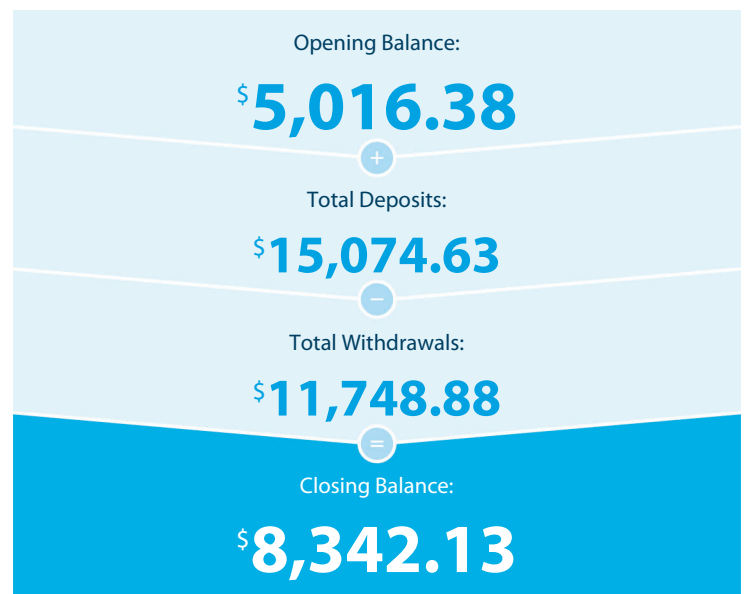 Opening Balance:
$5,016.38
+
Total Deposits:
$15,074.63
−
Total Withdrawals:
$11,748.88
=
Closing Balance:
$8,342.13